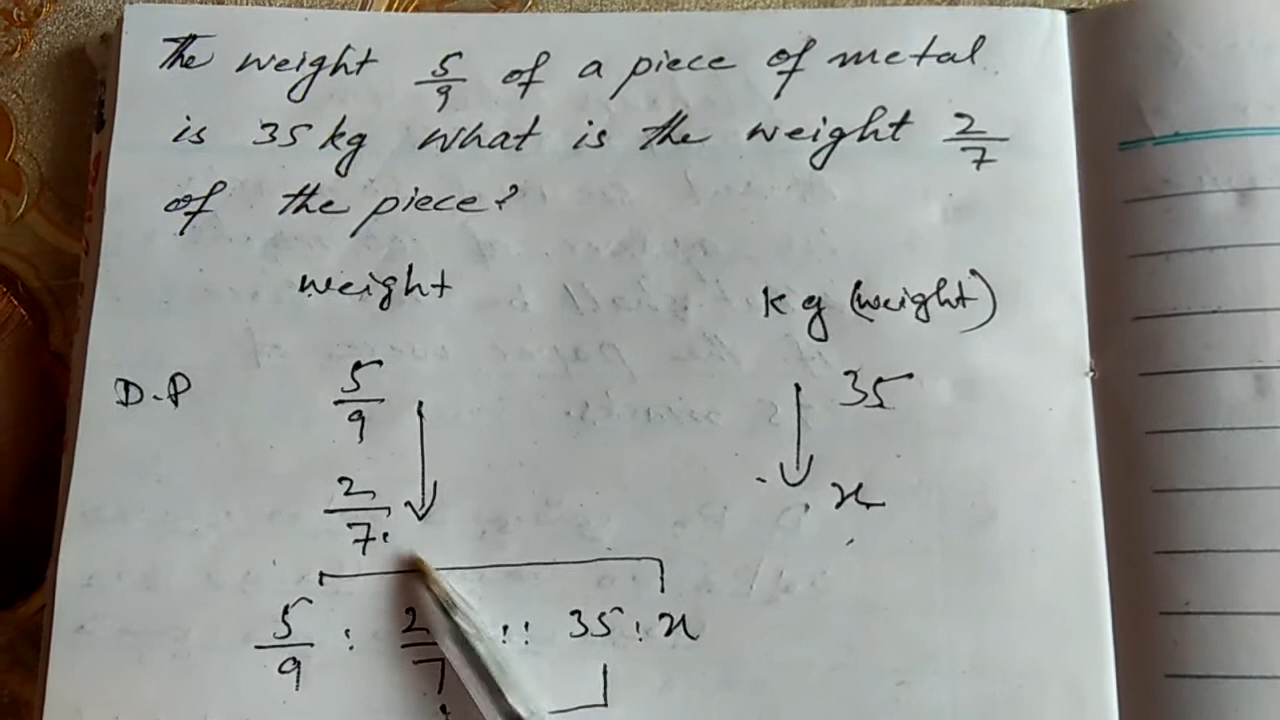 The weight 5/9 of a piece of metal
is 35 kg what is the weight 2/7
of the piece?
weight kg (weight)
D.P 5/9 35
2/7 x
5/9 : 2/7 :: 35 : x